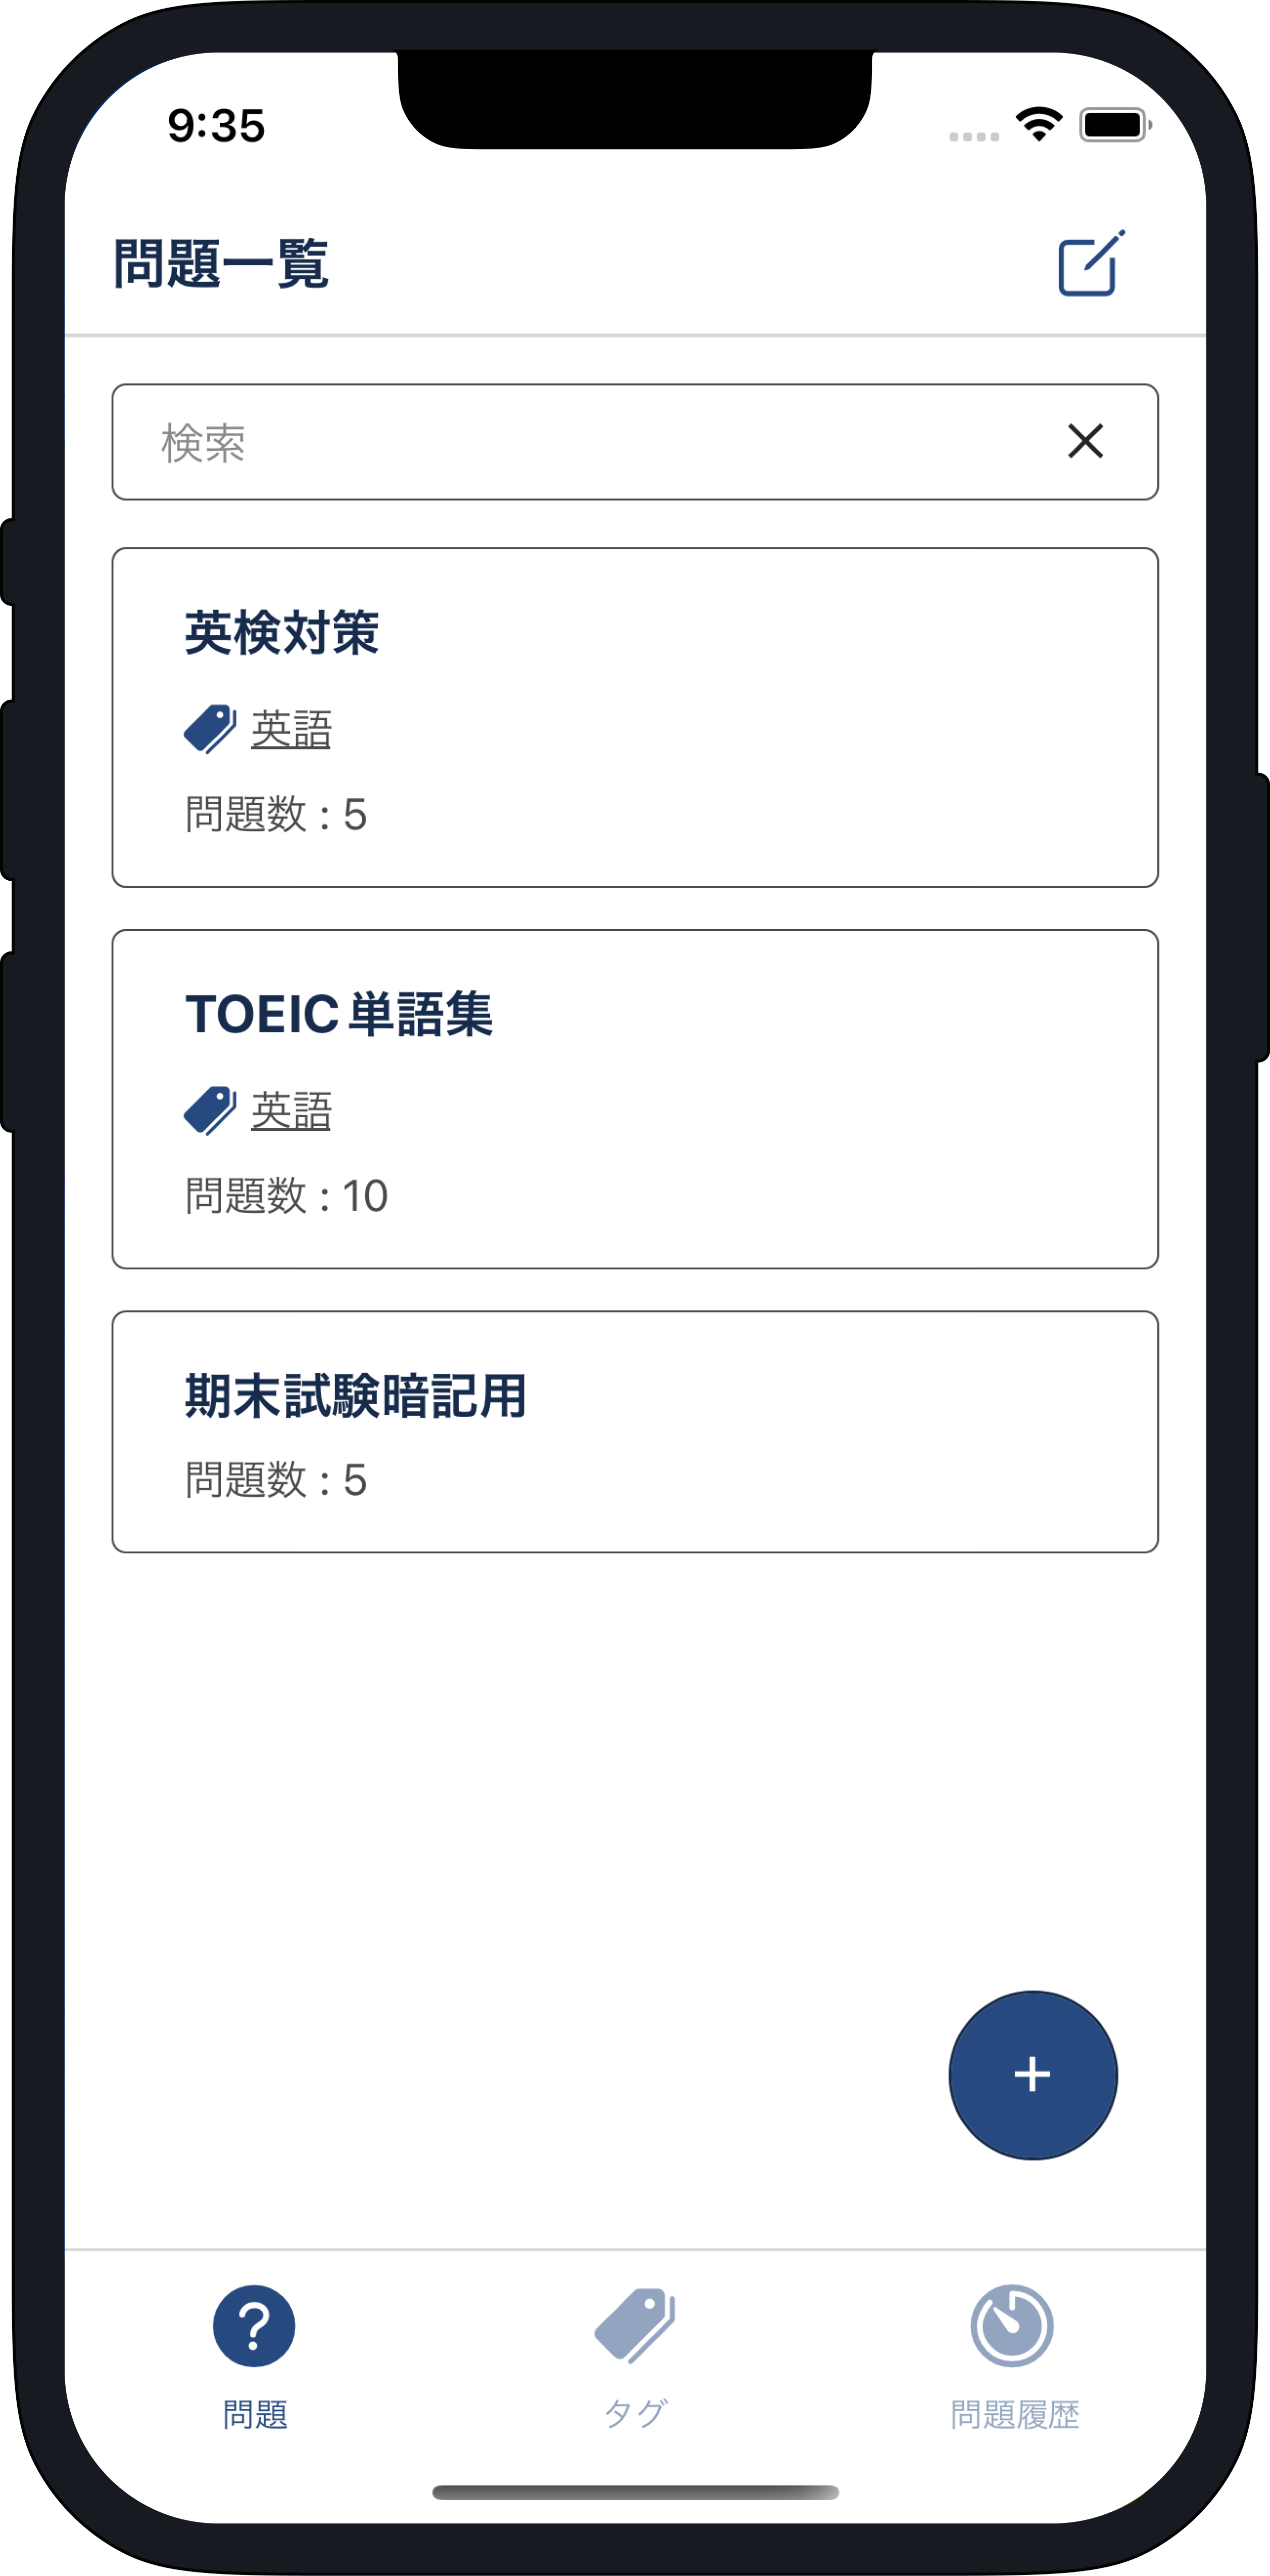 9:35
問題一覧
検索
英検対策
英語
問題数 : 5
TOEIC 単語集
英語
問題数 : 10
期末試験暗記用
問題数 : 5
問題
タグ
問題履歴